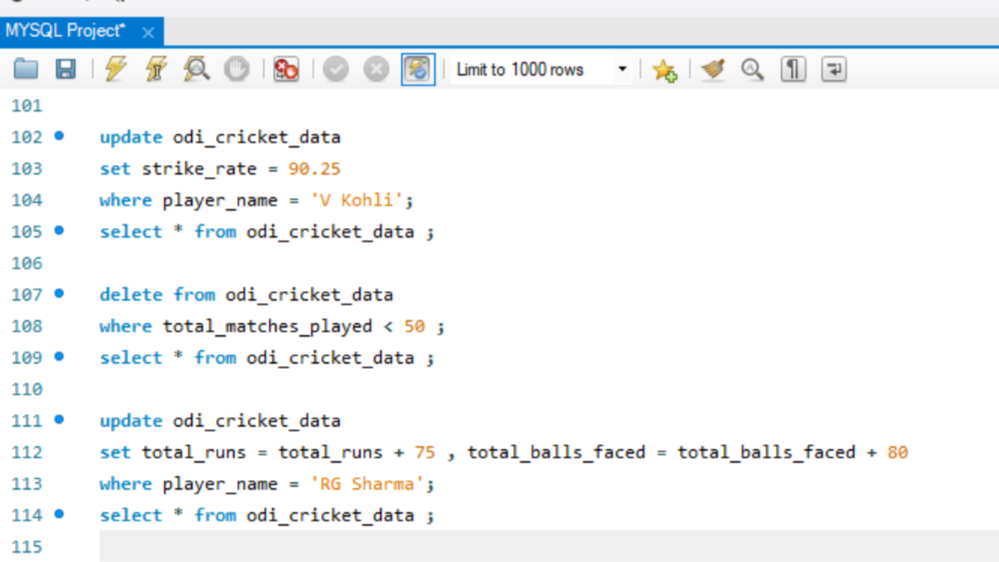 MYSQL Project*
Limit to 1000 rows
101
102 update odi_cricket_data
103 set strike_rate = 90.25
104 where player_name = 'V Kohli';
105 select * from odi_cricket_data ;
106
107 delete from odi_cricket_data
108 where total_matches_played < 50 ;
109 select * from odi_cricket_data ;
110
111 update odi_cricket_data
112 set total_runs = total_runs + 75 , total_balls_faced = total_balls_faced + 80
113 where player_name = 'RG Sharma';
114 select * from odi_cricket_data ;
115